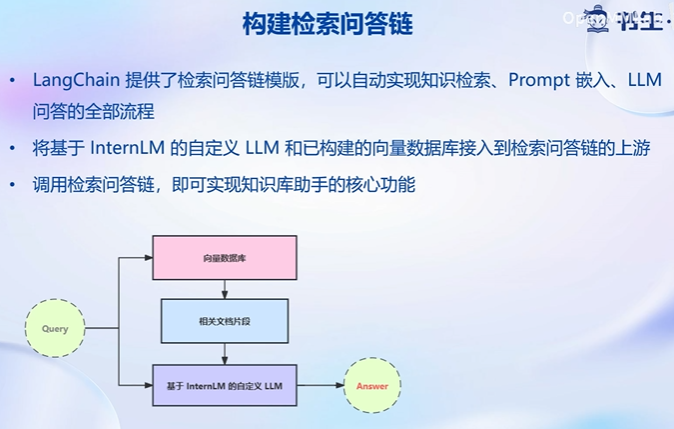 构建检索问答链
书生·
• LangChain 提供了检索问答链模版，可以自动实现知识检索、Prompt 嵌入、LLM
问答的全部流程
• 将基于 InternLM 的自定义 LLM 和已构建的向量数据库接入到检索问答链的上游
• 调用检索问答链，即可实现知识库助手的核心功能
向量数据库
Query
相关文档片段
基于 InternLM 的自定义 LLM
Answer